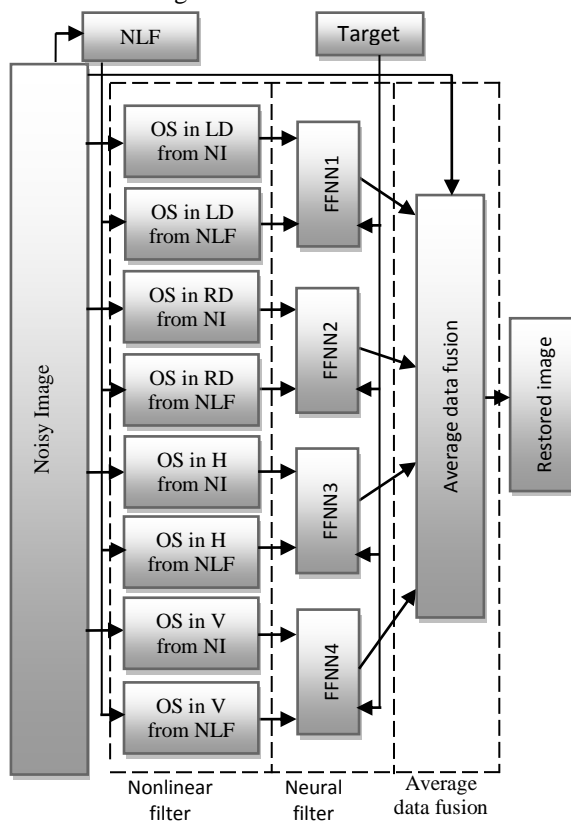 NLF
Target
Noisy Image
OS in LD
from NI
OS in LD
from NLF
OS in RD
from NI
OS in RD
from NLF
OS in H
from NI
OS in H
from NLF
OS in V
from NI
OS in V
from NLF
FFNN1
FFNN2
FFNN3
FFNN4
Average data fusion
Restored image
Nonlinear
filter
Neural
filter
Average
data fusion